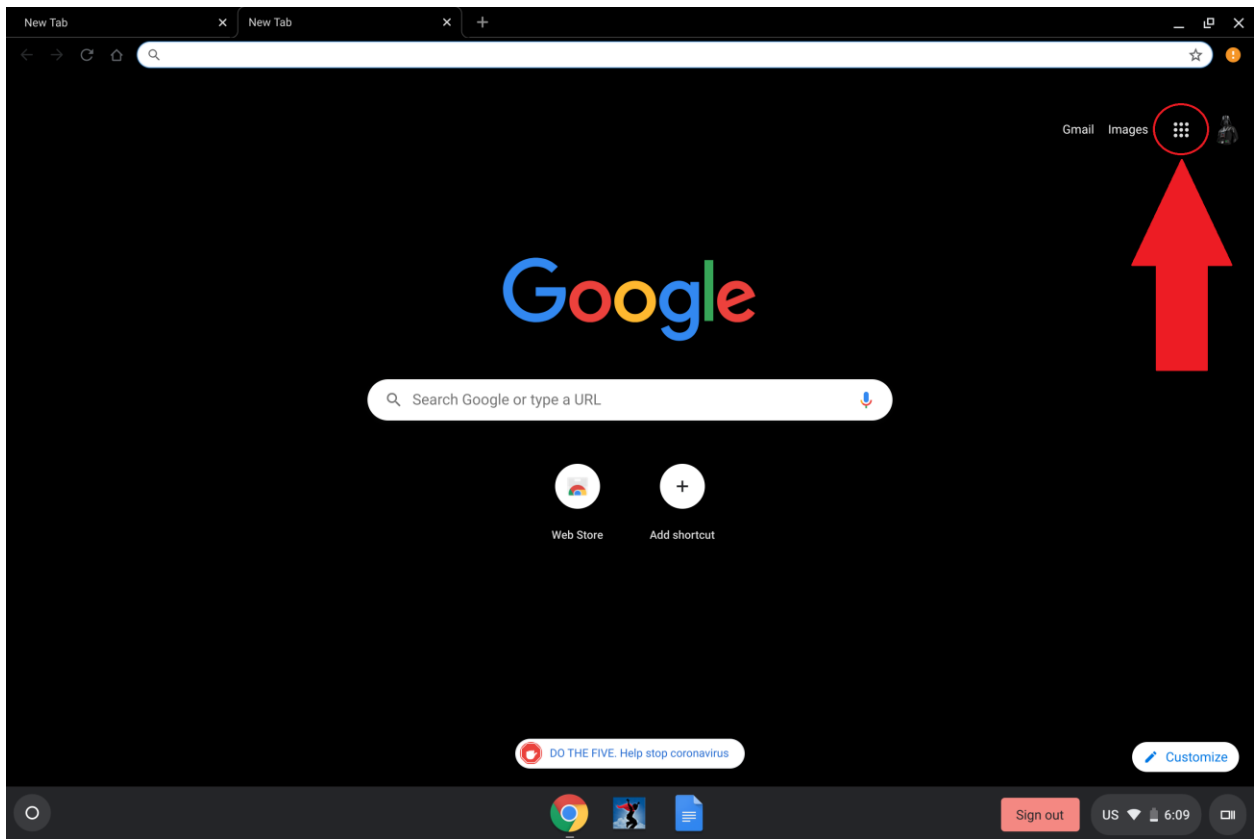 New Tab
New Tab
Gmail Images
Google
Search Google or type a URL
Web Store Add shortcut
DO THE FIVE. Help stop coronavirus
Customize
Sign out US 6:09